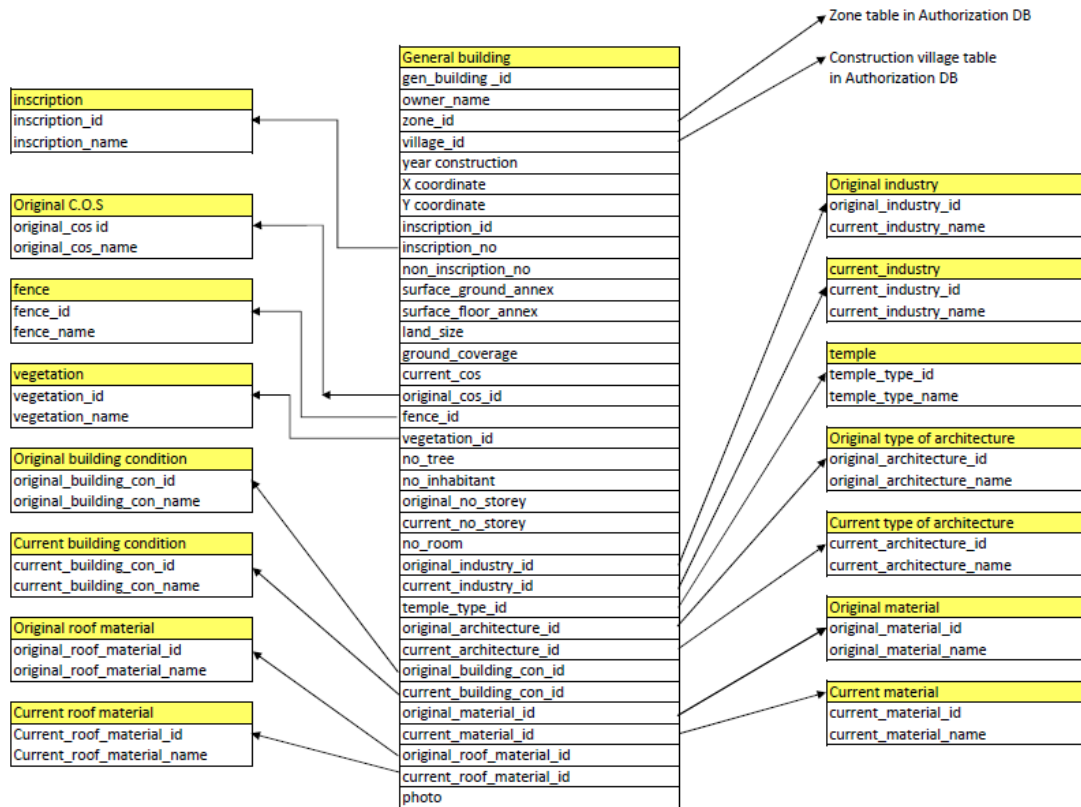 Zone table in Authorization DB
Construction village table
in Authorization DB
inscription
inscription_id
inscription_name
Original C.O.S
original_cos id
original_cos_name
fence
fence_id
fence_name
vegetation
vegetation_id
vegetation_name
Original building condition
original_building_con_id
original_building_con_name
Current building condition
current_building_con_id
current_building_con_name
Original roof material
original_roof_material_id
original_roof_material_name
Current roof material
Current_roof_material_id
Current_roof_material_name
General building
gen_building _id
owner_name
zone_id
village_id
year construction
X coordinate
Y coordinate
inscription_id
inscription_no
non_inscription_no
surface_ground_annex
surface_floor_annex
land_size
ground_coverage
current_cos
original_cos_id
fence_id
vegetation_id
no_tree
no_inhabitant
original_no_storey
current_no_storey
no_room
original_industry_id
current_industry_id
temple_type_id
original_architecture_id
current_architecture_id
original_building_con_id
current_building_con_id
original_material_id
current_material_id
original_roof_material_id
current_roof_material_id
photo
Original industry
original_industry_id
current_industry_name
current_industry
current_industry_id
current_industry_name
temple
temple_type_id
temple_type_name
Original type of architecture
original_architecture_id
original_architecture_name
Current type of architecture
current_architecture_id
current_architecture_name
Original material
original_material_id
original_material_name
Current material
current_material_id
current_material_name